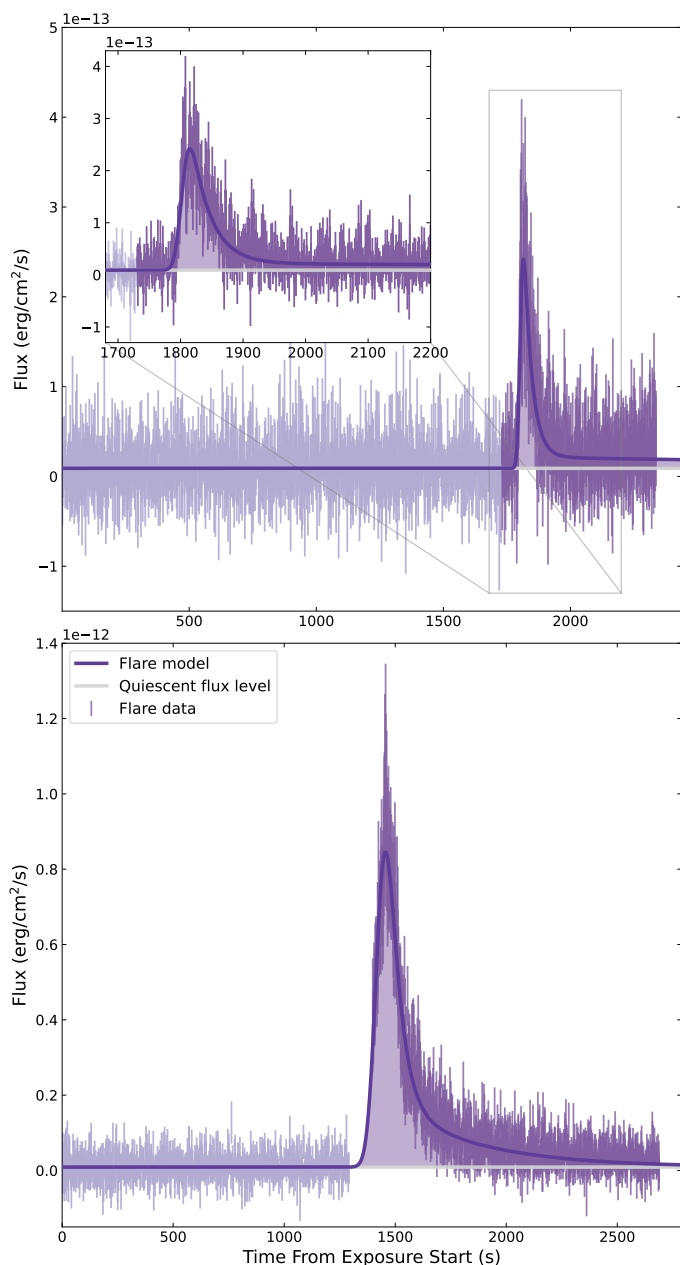 1e−13
5
4
3
2
1
0
−1
Flux (erg/cm²/s)
1e−13
4
3
2
1
0
−1
1700 1800 1900 2000 2100 2200
500 1000 1500 2000
1e−12
1.4
1.2
1.0
0.8
0.6
0.4
0.2
0.0
Flux (erg/cm²/s)
Flare model
Quiescent flux level
Flare data
0 500 1000 1500 2000 2500
Time From Exposure Start (s)